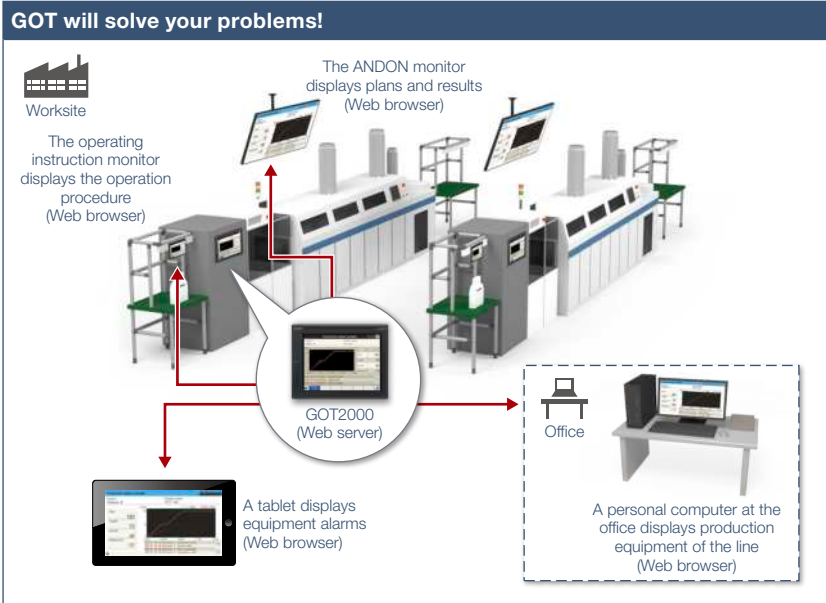 GOT will solve your problems!
Worksite
The ANDON monitor
displays plans and results
(Web browser)
The operating
instruction monitor
displays the operation
procedure
(Web browser)
GOT2000
(Web server)
Office
A tablet displays
equipment alarms
(Web browser)
A personal computer at the
office displays production
equipment of the line
(Web browser)